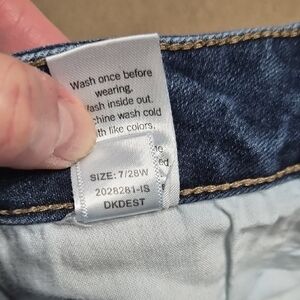 Wash once before
wearing.
ash inside out.
chine wash cold
th like colors,
SIZE: 7/28W
2028281-IS
DKDEST